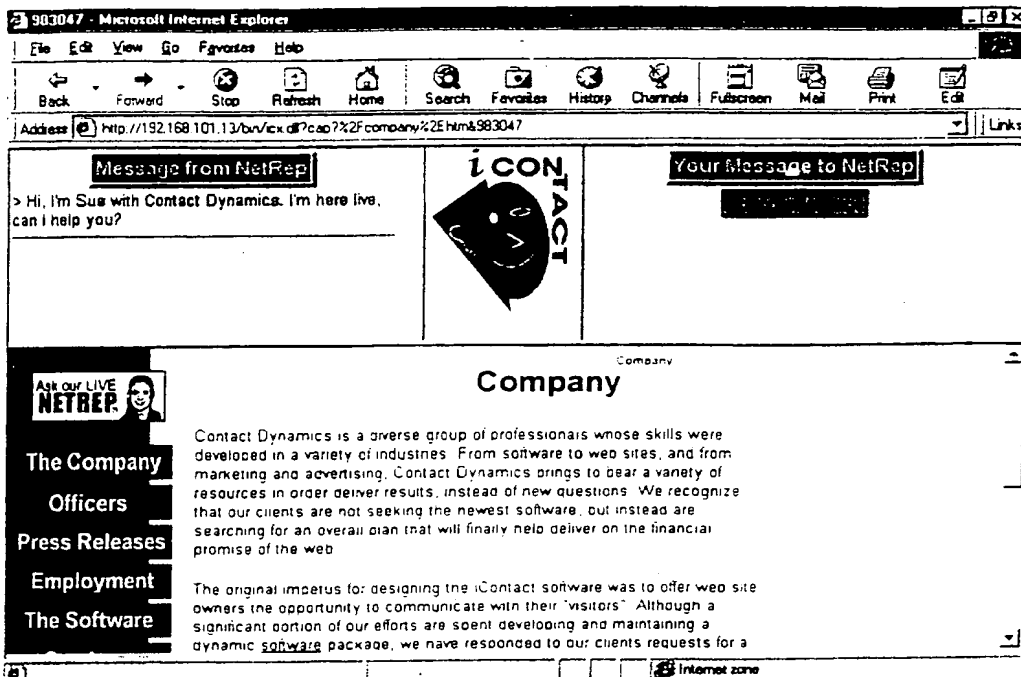 983047 - Microsoft Internet Explorer
File Edit View Go Favorites Help
Back Forward Stop Refresh Home Search Favorites History Channels Fullscreen Mail Print Edit
Address http://192.168.101.13/bin/icx.dll?cap?%2Fcompany%2Ehtm&983047 Links
Message from NetRep
> Hi, I'm Sue with Contact Dynamics. I'm here live,
can I help you?
iCONTACT
Your Message to NetRep
Ask our LIVE
NETREP.
The Company
Officers
Press Releases
Employment
The Software
Company
Company
Contact Dynamics is a diverse group of professionals whose skills were
developed in a variety of industries. From software to web sites, and from
marketing and advertising, Contact Dynamics brings to bear a variety of
resources in order deliver results, instead of new questions. We recognize
that our clients are not seeking the newest software, but instead are
searching for an overall plan that will finally help deliver on the financial
promise of the web
The original impetus for designing the iContact software was to offer web site
owners the opportunity to communicate with their "visitors". Although a
significant portion of our efforts are spent developing and maintaining a
dynamic software package, we have responded to our clients requests for a
Internet zone